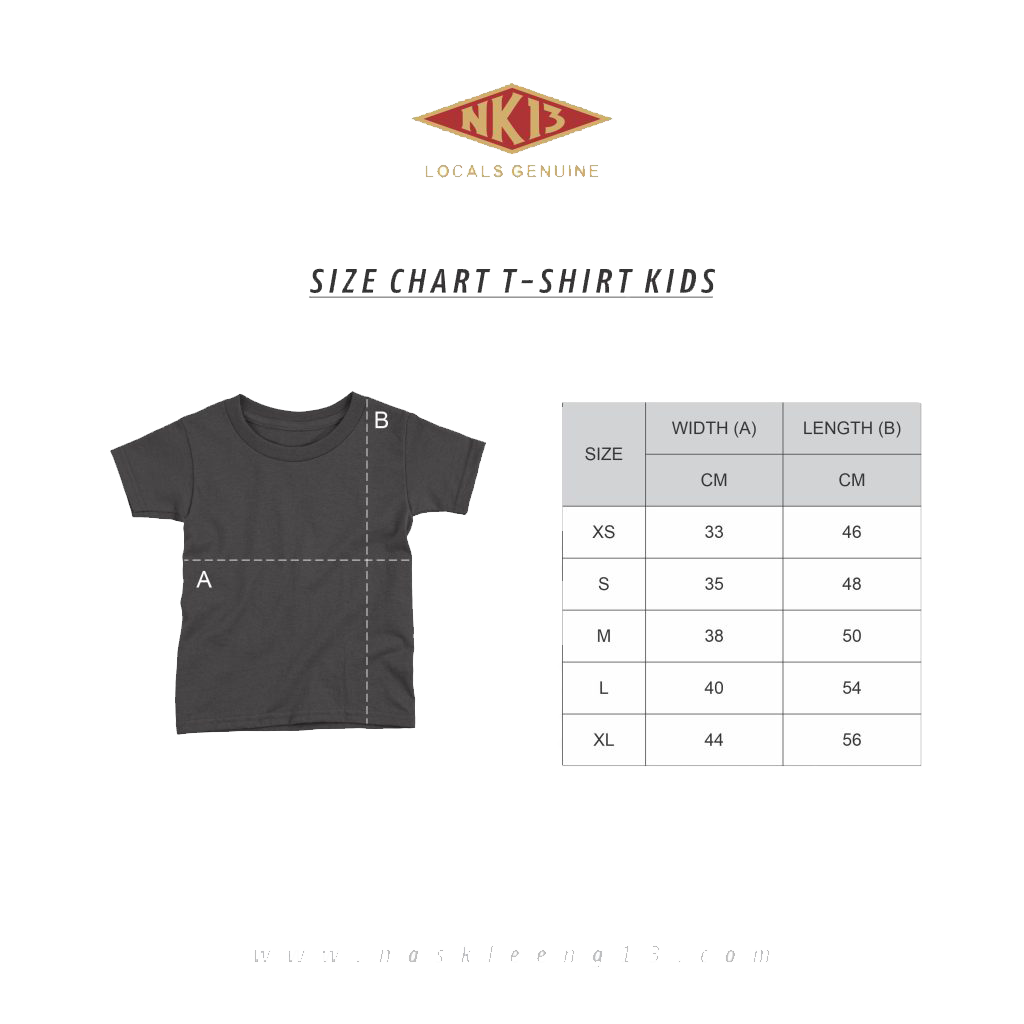 NK13
LOCALS GENUINE
SIZE CHART T-SHIRT KIDS
B
A
SIZE WIDTH (A) LENGTH (B)
CM CM
XS 33 46
S 35 48
M 38 50
L 40 54
XL 44 56
www.naskleeng13.com